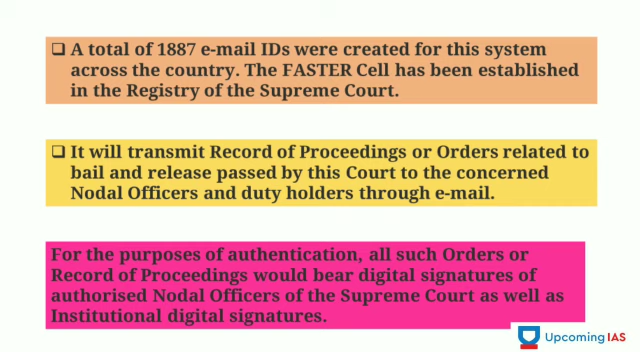 ❑ A total of 1887 e-mail IDs were created for this system
across the country. The FASTER Cell has been established
in the Registry of the Supreme Court.
❑ It will transmit Record of Proceedings or Orders related to
bail and release passed by this Court to the concerned
Nodal Officers and duty holders through e-mail.
For the purposes of authentication, all such Orders or
Record of Proceedings would bear digital signatures of
authorised Nodal Officers of the Supreme Court as well as
Institutional digital signatures.
Upcoming IAS